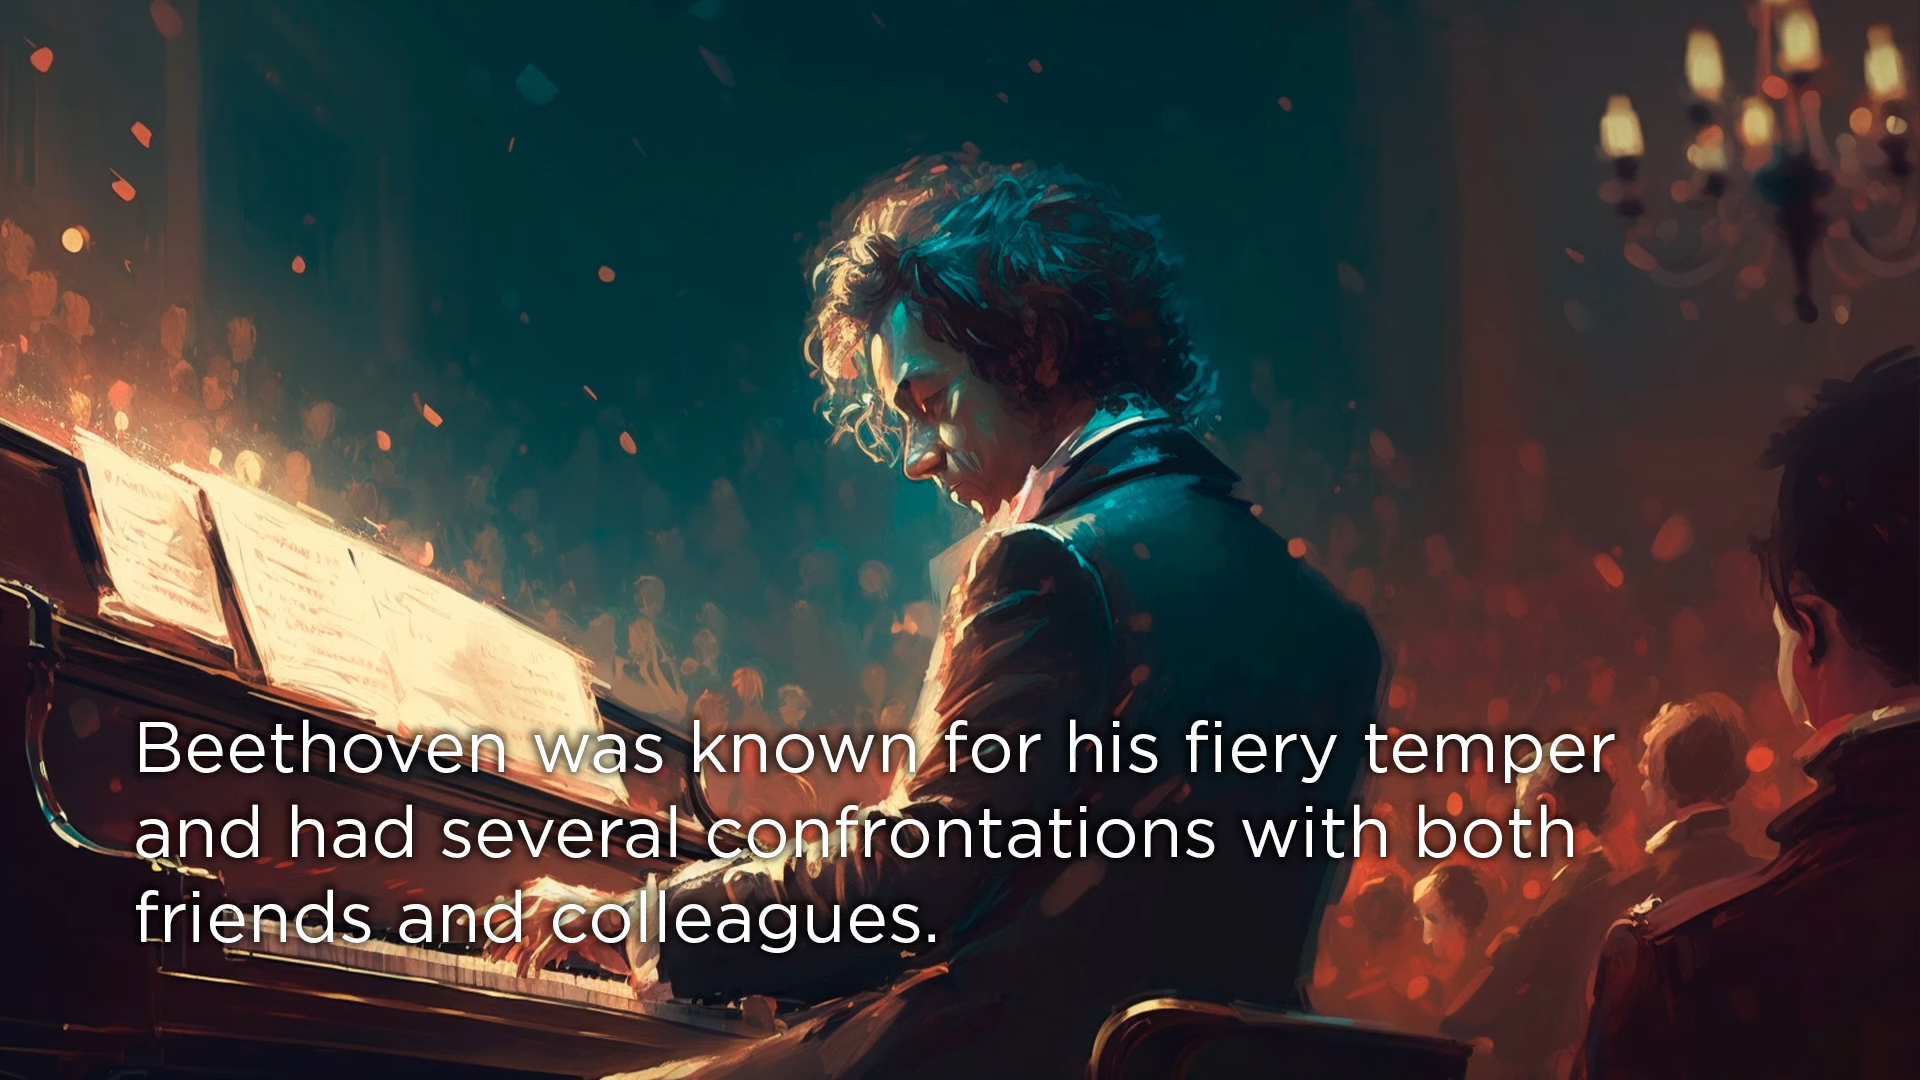 Beethoven was known for his fiery temper
and had several confrontations with both
friends and colleagues.